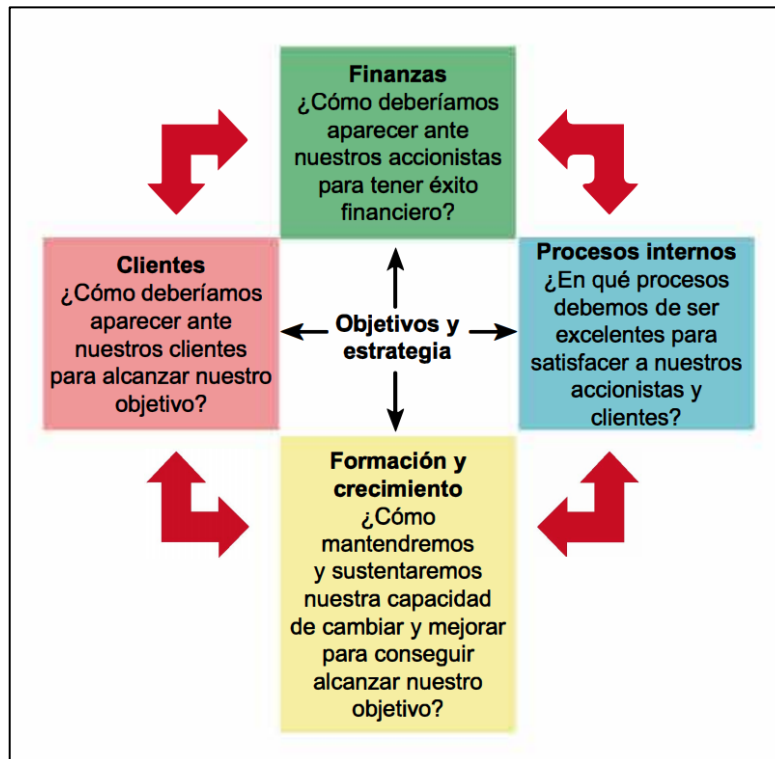 Finanzas
¿Cómo deberíamos
aparecer ante
nuestros accionistas
para tener éxito
financiero?
Clientes
¿Cómo deberíamos
aparecer ante
nuestros clientes
para alcanzar nuestro
objetivo?
Objetivos y
estrategia
Procesos internos
¿En qué procesos
debemos de ser
excelentes para
satisfacer a nuestros
accionistas y
clientes?
Formación y
crecimiento
¿Cómo
mantendremos
y sustentaremos
nuestra capacidad
de cambiar y mejorar
para conseguir
alcanzar nuestro
objetivo?